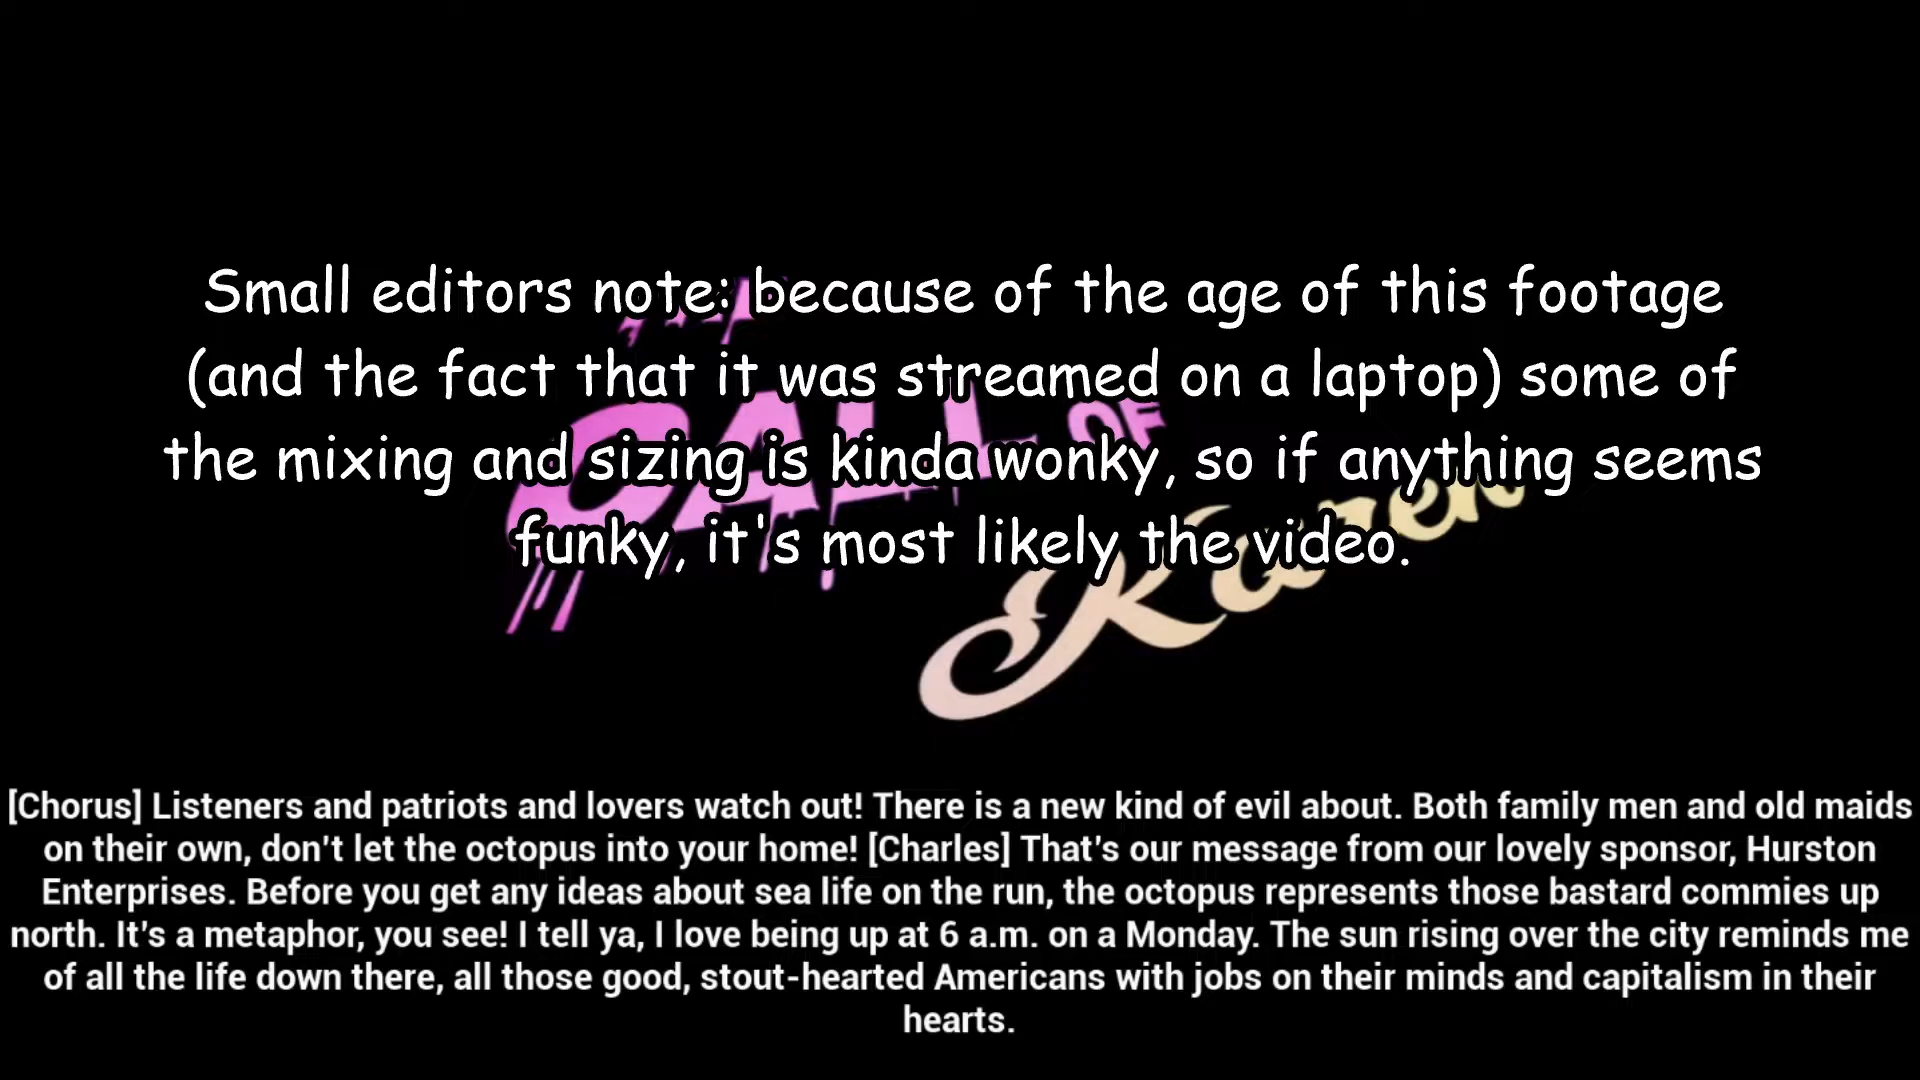 Small editors note: because of the age of this footage
(and the fact that it was streamed on a laptop) some of
the mixing and sizing is kinda wonky, so if anything seems
funky, it's most likely the video.
CALL OF
Karen
[Chorus] Listeners and patriots and lovers watch out! There is a new kind of evil about. Both family men and old maids
on their own, don't let the octopus into your home! [Charles] That's our message from our lovely sponsor, Hurston
Enterprises. Before you get any ideas about sea life on the run, the octopus represents those bastard commies up
north. It's a metaphor, you see! I tell ya, I love being up at 6 a.m. on a Monday. The sun rising over the city reminds me
of all the life down there, all those good, stout-hearted Americans with jobs on their minds and capitalism in their
hearts.